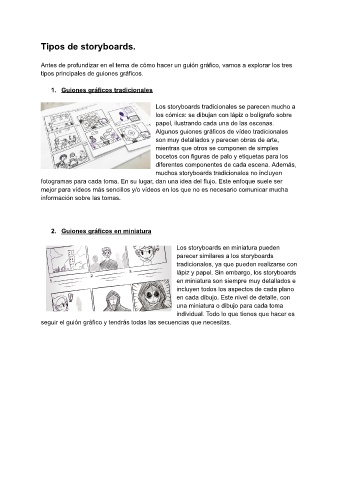 Tipos de storyboards.
Antes de profundizar en el tema de cómo hacer un guión gráfico, vamos a explorar los tres
tipos principales de guiones gráficos.
1. Guiones gráficos tradicionales
Los storyboards tradicionales se parecen mucho a
los cómics: se dibujan con lápiz o bolígrafo sobre
papel, ilustrando cada una de las escenas.
Algunos guiones gráficos de vídeo tradicionales
son muy detallados y parecen obras de arte,
mientras que otros se componen de simples
bocetos con figuras de palo y etiquetas para los
diferentes componentes de cada escena. Además,
muchos storyboards tradicionales no incluyen
fotogramas para cada toma. En su lugar, dan una idea del flujo. Este enfoque suele ser
mejor para vídeos más sencillos y/o vídeos en los que no es necesario comunicar mucha
información sobre las tomas.
2. Guiones gráficos en miniatura
Los storyboards en miniatura pueden
parecer similares a los storyboards
tradicionales, ya que pueden realizarse con
lápiz y papel. Sin embargo, los storyboards
en miniatura son siempre muy detallados e
incluyen todos los aspectos de cada plano
en cada dibujo. Este nivel de detalle, con
una miniatura o dibujo para cada toma
individual. Todo lo que tienes que hacer es
seguir el guión gráfico y tendrás todas las secuencias que necesitas.